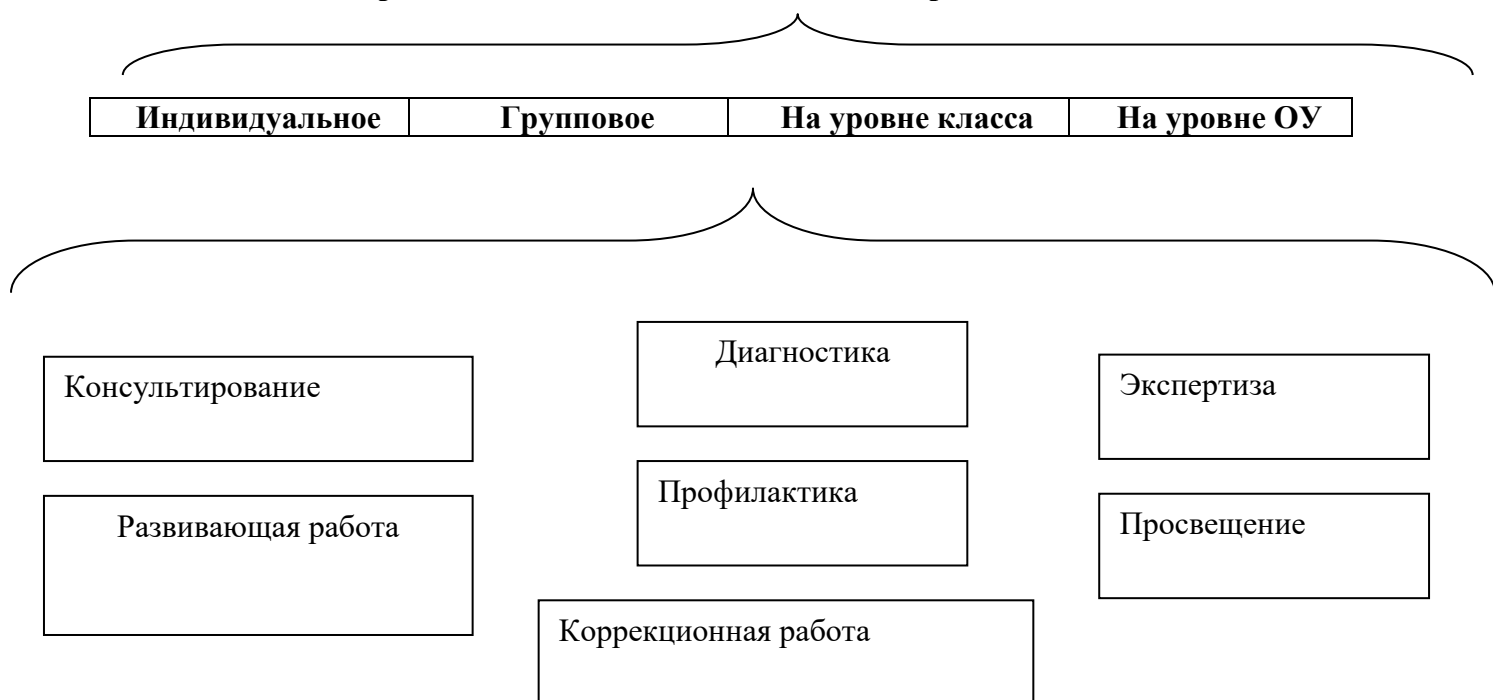 Индивидуальное Групповое На уровне класса На уровне ОУ
Диагностика
Консультирование
Экспертиза
Профилактика
Развивающая работа
Просвещение
Коррекционная работа